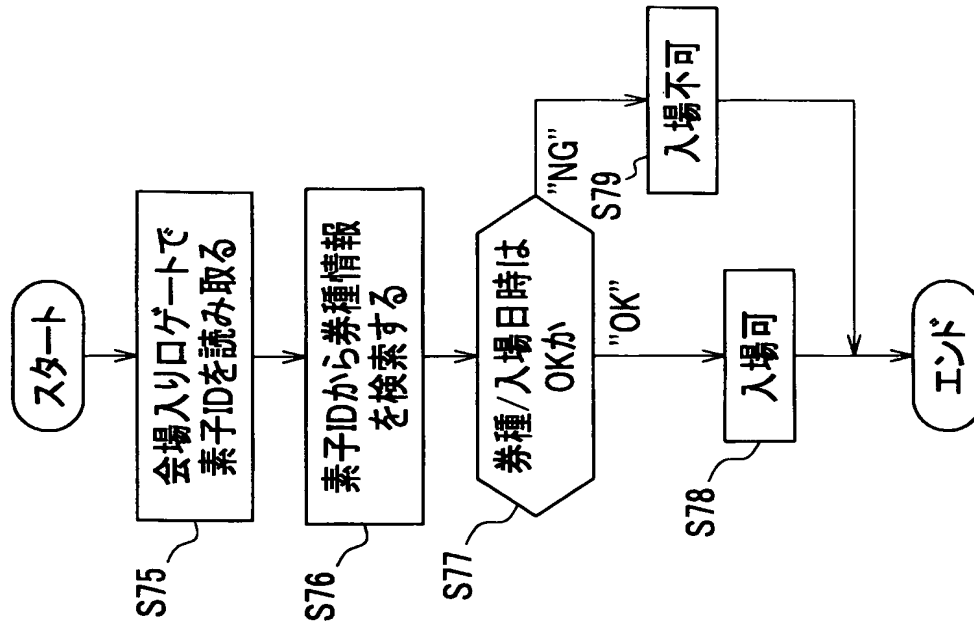 スタート
S75
会場入り口ゲートで
素子IDを読み取る
S76
素子IDから券種情報
を検索する
S77
券種/入場日時は
OKか
"NG"
"OK"
S79
入場不可
S78
入場可
エンド